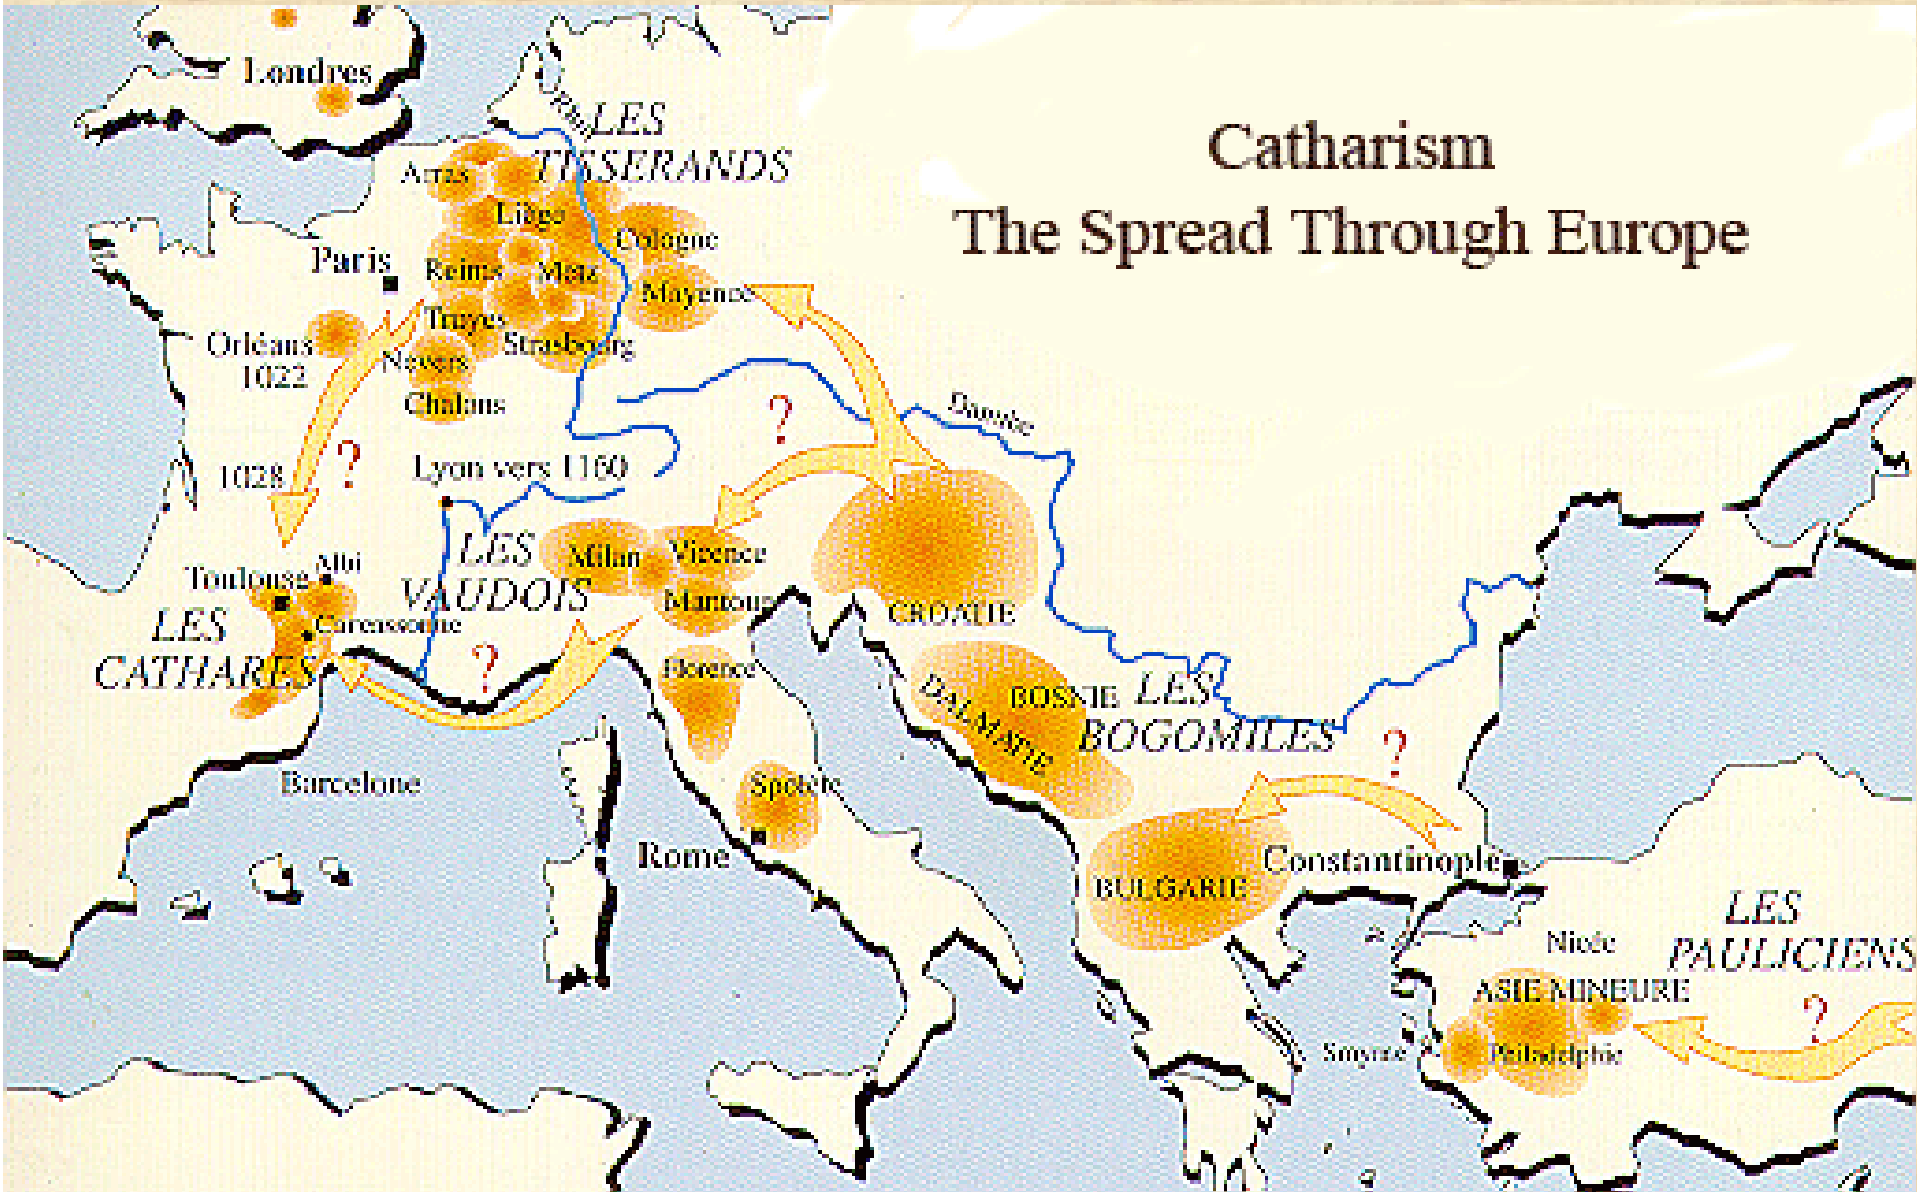 Catharism
The Spread Through Europe
Londres
LES
TISSERANDS
Arras
Liège
Cologne
Paris
Reims
Metz
Mayence
Troyes
Orléans
1022
Strasbourg
Nevers
Chalans
?
Danube
?
1028
Lyon vers 1160
LES
VAUDOIS
Milan
Vicence
Mantoue
Albi
Toulouse
Carcassonne
LES
CATHARES
?
CROATIE
Florence
DALMATIE
BOSNIE
LES
BOGOMILES
?
Barcelone
Spolète
Rome
BULGARIE
Constantinople
LES
PAULICIENS
Nicée
ASIE MINEURE
?
Smyrne
Philadelphie